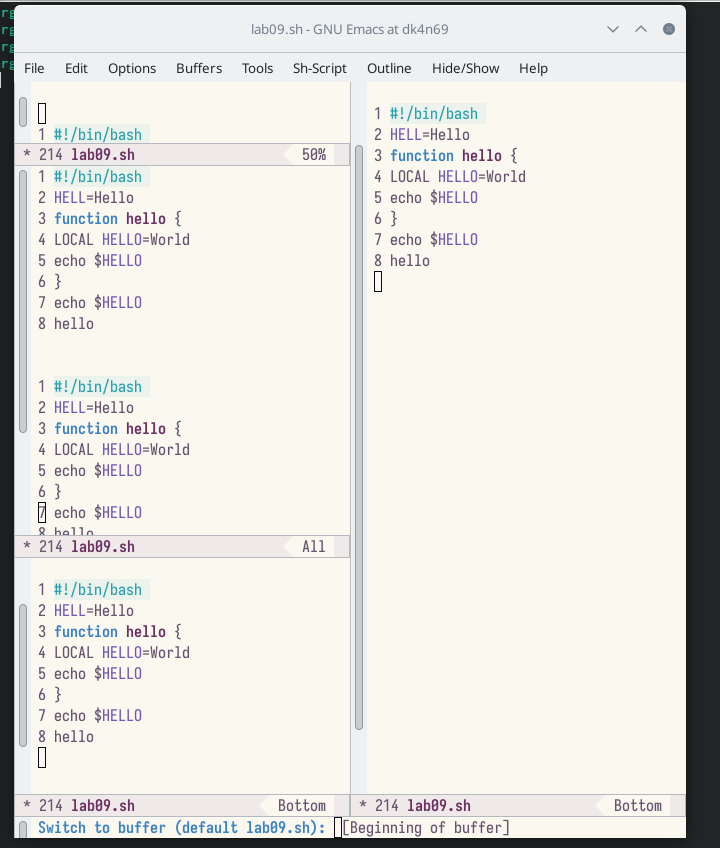 rg
rg
rg
rg
lab09.sh - GNU Emacs at dk4n69
File Edit Options Buffers Tools Sh-Script Outline Hide/Show Help
1 #!/bin/bash
* 214 lab09.sh 50%
1 #!/bin/bash
2 HELL=Hello
3 function hello {
4 LOCAL HELLO=World
5 echo $HELLO
6 }
7 echo $HELLO
8 hello
1 #!/bin/bash
2 HELL=Hello
3 function hello {
4 LOCAL HELLO=World
5 echo $HELLO
6 }
7 echo $HELLO
8 hello
* 214 lab09.sh All
1 #!/bin/bash
2 HELL=Hello
3 function hello {
4 LOCAL HELLO=World
5 echo $HELLO
6 }
7 echo $HELLO
8 hello
* 214 lab09.sh Bottom
1 #!/bin/bash
2 HELL=Hello
3 function hello {
4 LOCAL HELLO=World
5 echo $HELLO
6 }
7 echo $HELLO
8 hello
* 214 lab09.sh Bottom
Switch to buffer (default lab09.sh): [Beginning of buffer]